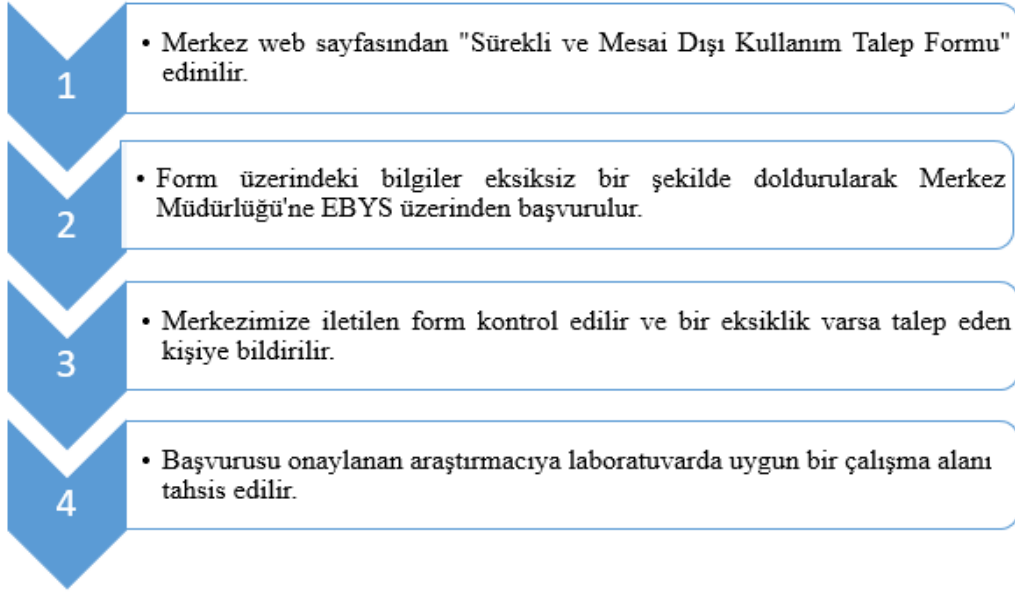 1
• Merkez web sayfasından "Sürekli ve Mesai Dışı Kullanım Talep Formu"
edinilir.
2
• Form üzerindeki bilgiler eksiksiz bir şekilde doldurularak Merkez
Müdürlüğü'ne EBYS üzerinden başvurulur.
3
• Merkezimize iletilen form kontrol edilir ve bir eksiklik varsa talep eden
kişiye bildirilir.
4
• Başvurusu onaylanan araştırmacıya laboratuvarda uygun bir çalışma alanı
tahsis edilir.